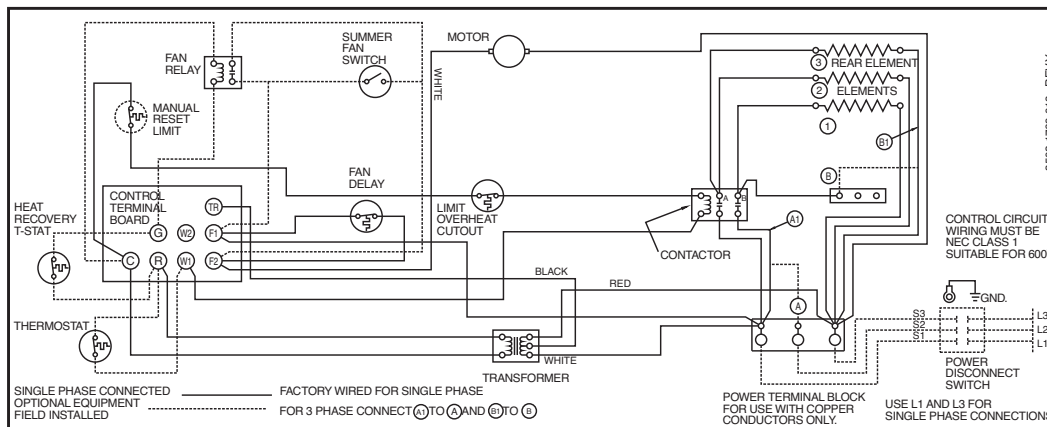 SUMMER
FAN
SWITCH
MOTOR
FAN
RELAY
WHITE
3 REAR ELEMENT
2 ELEMENTS
1
B1
MANUAL
RESET
LIMIT
FAN
DELAY
B
CONTROL
TERMINAL
BOARD
TR
HEAT
RECOVERY
T-STAT
G W2 F1
C R W1 F2
LIMIT
OVERHEAT
CUTOUT
A B
A1
CONTACTOR
CONTROL CIRCUIT
WIRING MUST BE
NEC CLASS 1
SUITABLE FOR 600
BLACK
RED
A
GND.
THERMOSTAT
S3
S2
S1
L3
L2
L1
WHITE
TRANSFORMER
POWER
DISCONNECT
SWITCH
SINGLE PHASE CONNECTED
FACTORY WIRED FOR SINGLE PHASE
OPTIONAL EQUIPMENT
FIELD INSTALLED
FOR 3 PHASE CONNECT A1 TO A AND B1 TO B
POWER TERMINAL BLOCK
FOR USE WITH COPPER
CONDUCTORS ONLY.
USE L1 AND L3 FOR
SINGLE PHASE CONNECTIONS